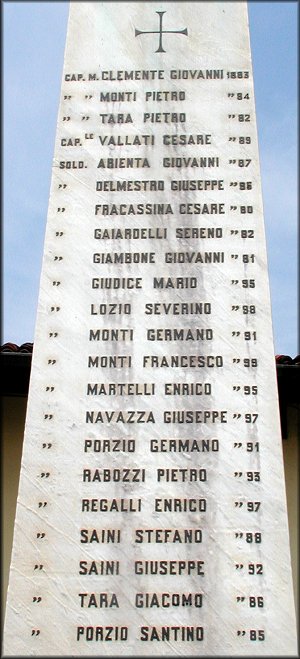 CAP. M. CLEMENTE GIOVANNI 1883
" " MONTI PIETRO " 84
" " TARA PIETRO " 82
CAP.LE VALLATI CESARE " 89
SOLD. ABIENTA GIOVANNI " 87
" DELMESTRO GIUSEPPE " 96
" FRACASSINA CESARE " 80
" GAIARDELLI SERENO " 82
" GIAMBONE GIOVANNI " 81
" GIUDICE MARIO " 95
" LOZIO SEVERINO " 98
" MONTI GERMANO " 91
" MONTI FRANCESCO " 99
" MARTELLI ENRICO " 95
" NAVAZZA GIUSEPPE " 97
" PORZIO GERMANO " 91
" RABOZZI PIETRO " 93
" REGALLI ENRICO " 97
" SAINI STEFANO " 88
" SAINI GIUSEPPE " 92
" TARA GIACOMO " 86
" PORZIO SANTINO " 85